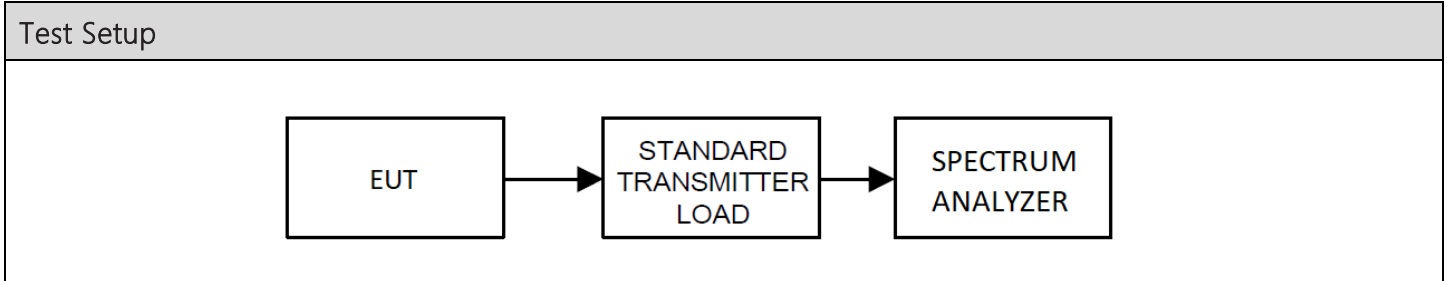 Test Setup
EUT
STANDARD
TRANSMITTER
LOAD
SPECTRUM
ANALYZER